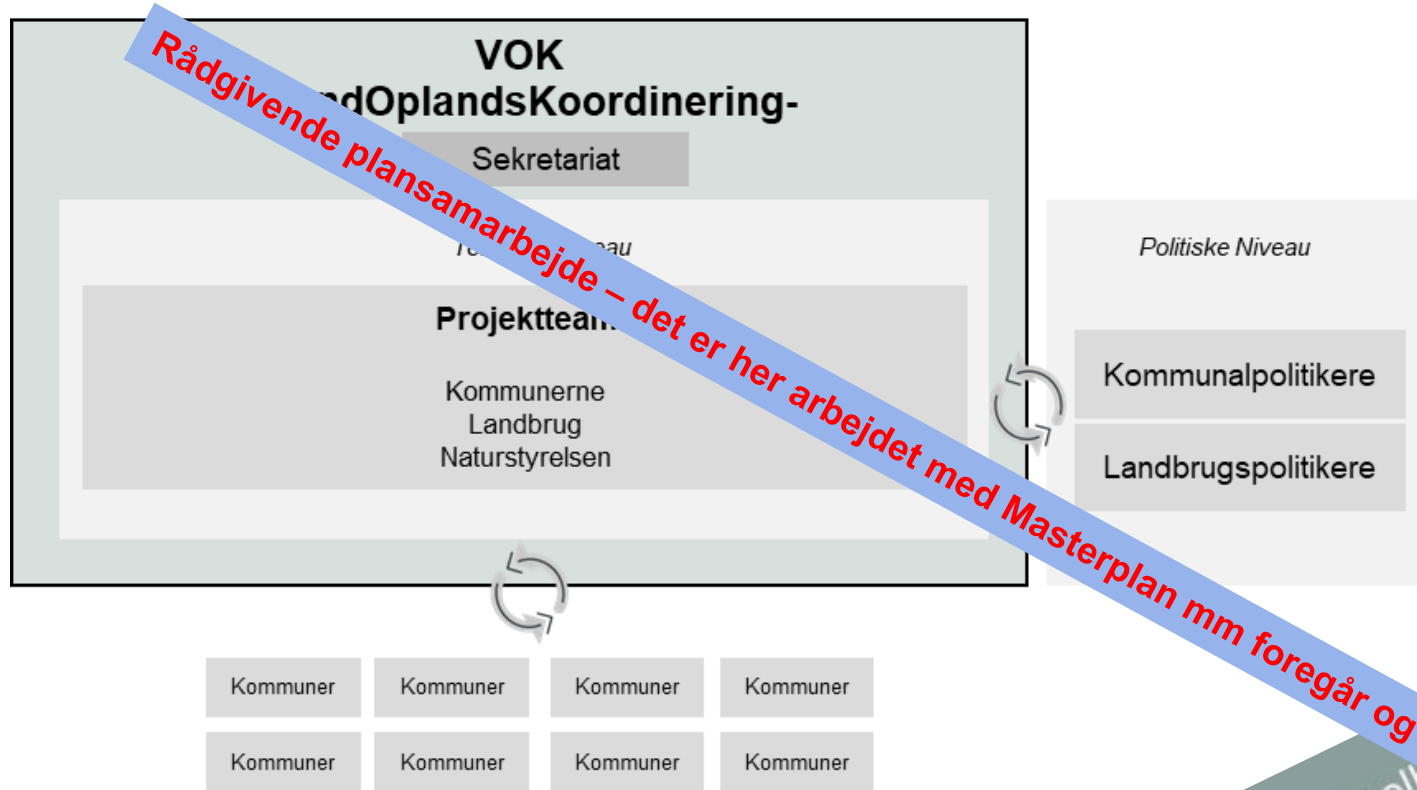 VOK
ndOplandsKoordinering-
Sekretariat
Rådgivende plansamarbejde – det er her arbejdet med Masterplan mm foregår og
Politiske Niveau
Projekttean
Kommunerne
Landbrug
Naturstyrelsen
Kommunalpolitikere
Landbrugspolitikere
Kommuner Kommuner Kommuner Kommuner
Kommuner Kommuner Kommuner Kommuner